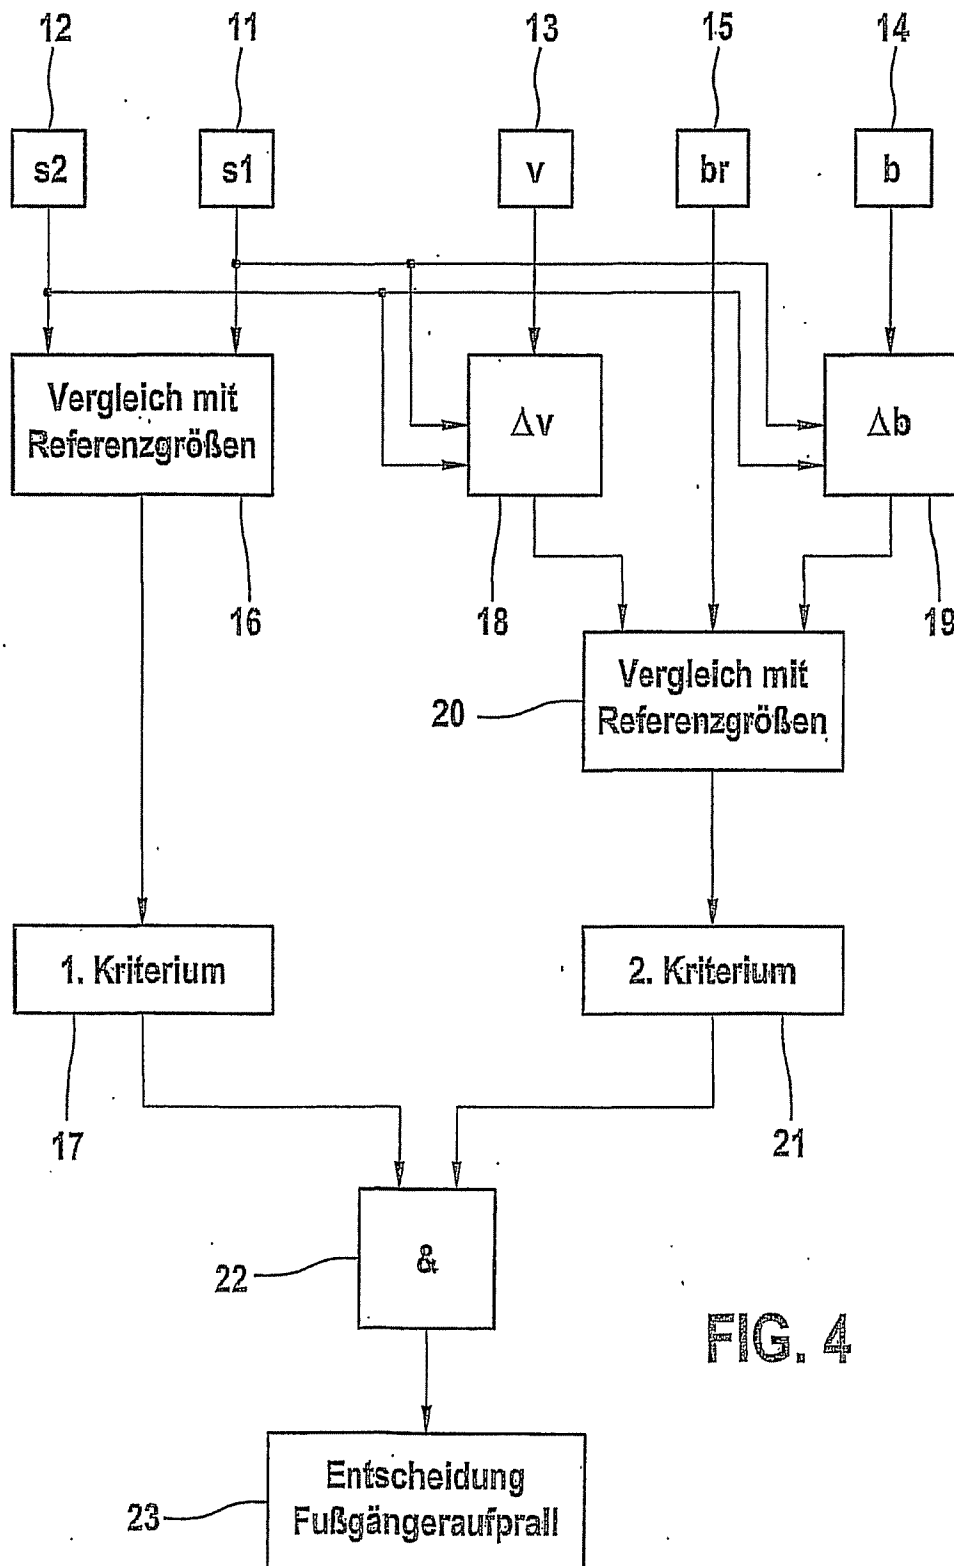 12 11 13 15 14
s2 s1 v br b
Vergleich mit
Referenzgrößen
Δv
Δb
16 18 19
Vergleich mit
Referenzgrößen
20
1. Kriterium 2. Kriterium
17 21
&
22
FIG. 4
Entscheidung
Fußgängeraufprall
23